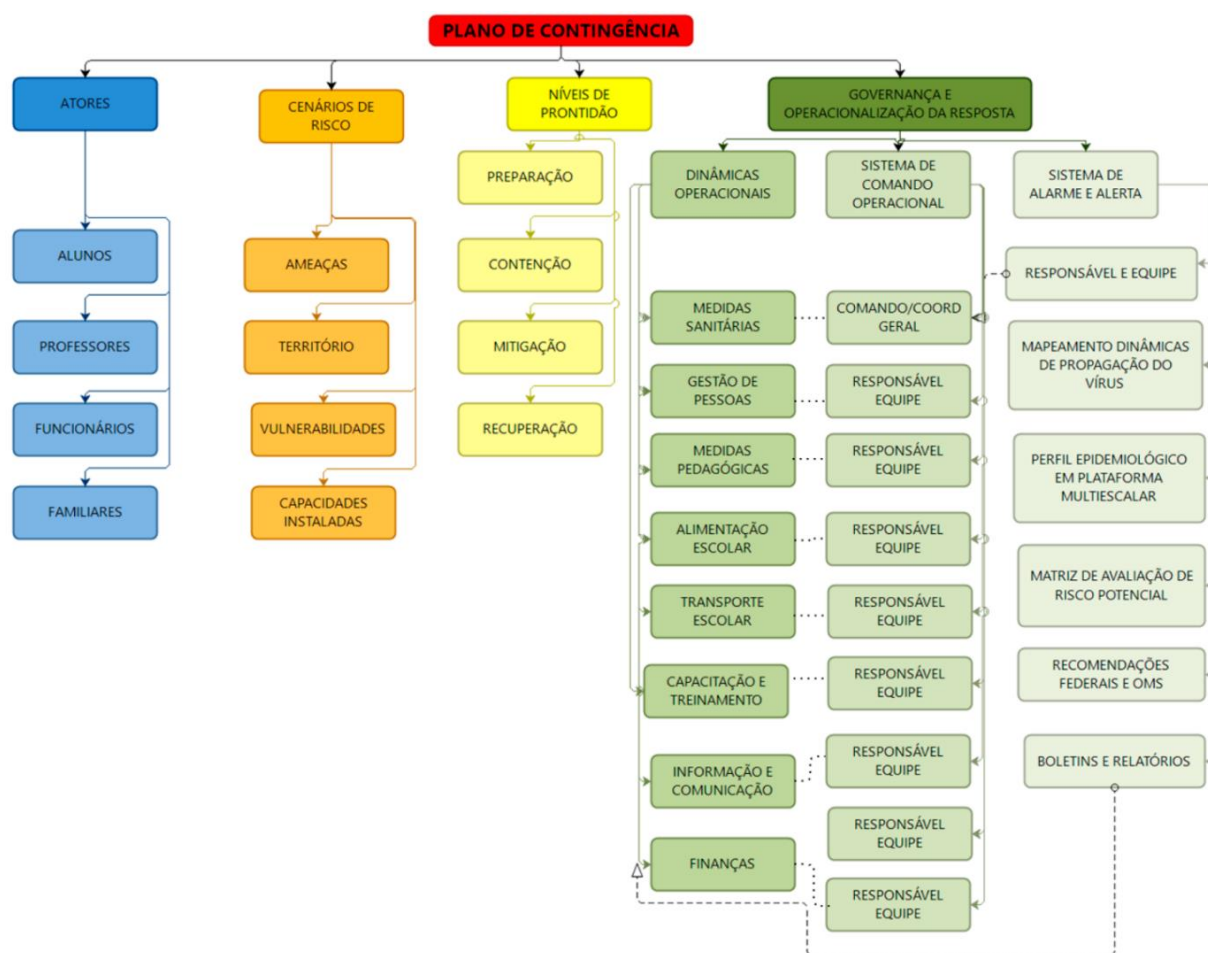 PLANO DE CONTINGÊNCIA
ATORES
ALUNOS
PROFESSORES
FUNCIONÁRIOS
FAMILIARES
CENÁRIOS DE
RISCO
AMEAÇAS
TERRITÓRIO
VULNERABILIDADES
CAPACIDADES
INSTALADAS
NÍVEIS DE
PRONTIDÃO
PREPARAÇÃO
CONTENÇÃO
MITIGAÇÃO
RECUPERAÇÃO
GOVERNANÇA E
OPERACIONALIZAÇÃO DA RESPOSTA
DINÂMICAS
OPERACIONAIS
MEDIDAS
SANITÁRIAS
GESTÃO DE
PESSOAS
MEDIDAS
PEDAGÓGICAS
ALIMENTAÇÃO
ESCOLAR
TRANSPORTE
ESCOLAR
CAPACITAÇÃO E
TREINAMENTO
INFORMAÇÃO E
COMUNICAÇÃO
FINANÇAS
SISTEMA DE
COMANDO
OPERACIONAL
COMANDO/COORD
GERAL
RESPONSÁVEL
EQUIPE
RESPONSÁVEL
EQUIPE
RESPONSÁVEL
EQUIPE
RESPONSÁVEL
EQUIPE
RESPONSÁVEL
EQUIPE
RESPONSÁVEL
EQUIPE
RESPONSÁVEL
EQUIPE
RESPONSÁVEL
EQUIPE
SISTEMA DE
ALARME E ALERTA
RESPONSÁVEL E EQUIPE
MAPEAMENTO DINÂMICAS
DE PROPAGAÇÃO DO
VÍRUS
PERFIL EPIDEMIOLÓGICO
EM PLATAFORMA
MULTIESCALAR
MATRIZ DE AVALIAÇÃO DE
RISCO POTENCIAL
RECOMENDAÇÕES
FEDERAIS E OMS
BOLETINS E RELATÓRIOS